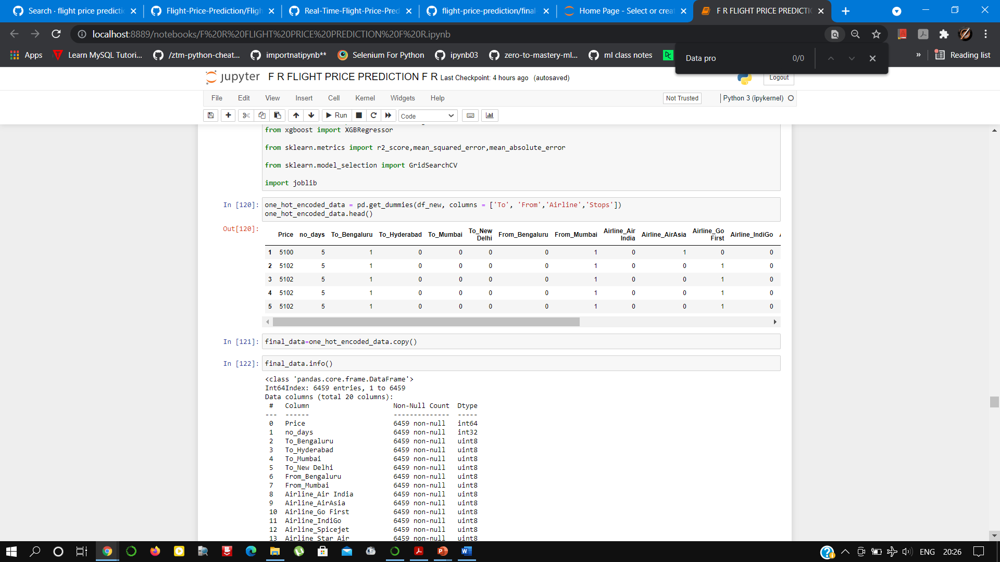 Search · flight price predictic
Flight-Price-Prediction/Flight
Real-Time-Flight-Price-Pred
flight-price-prediction/final
Home Page - Select or creat
F R FLIGHT PRICE PREDICTIC
localhost:8889/notebooks/F%20R%20FLIGHT%20PRICE%20PREDICTION%20F%20R.ipynb
Apps
Learn MySQL Tutori...
/ztm-python-cheat...
importnatipynb**
Selenium For Python
ipynb03
zero-to-mastery-ml...
ml class notes
DC
»
Reading list
Data pro
0/0
jupyter
F R FLIGHT PRICE PREDICTION F R Last Checkpoint: 4 hours ago (autosaved)
Logout
File Edit View Insert Cell Kernel Widgets Help
Not Trusted
Python 3 (ipykernel)
Run
Code
from xgboost import XGBRegressor
from sklearn.metrics import r2_score,mean_squared_error,mean_absolute_error
from sklearn.model_selection import GridSearchCV
import joblib
In [120]: one_hot_encoded_data = pd.get_dummies(df_new, columns = ['To', 'From','Airline','Stops'])
one_hot_encoded_data.head()
Out[120]:
Price no_days To_Bengaluru To_Hyderabad To_Mumbai To_New Delhi From_Bengaluru From_Mumbai Airline_Air India Airline_AirAsia Airline_Go First Airline_IndiGo
1 5100 5 1 0 0 0 0 1 0 1 0 0
2 5102 5 1 0 0 0 0 1 0 0 1 0
3 5102 5 1 0 0 0 0 1 0 0 1 0
4 5102 5 1 0 0 0 0 1 0 0 1 0
5 5102 5 1 0 0 0 0 1 0 0 1 0
In [121]: final_data=one_hot_encoded_data.copy()
In [122]: final_data.info()
<class 'pandas.core.frame.DataFrame'>
Int64Index: 6459 entries, 1 to 6459
Data columns (total 20 columns):
# Column Non-Null Count Dtype
--- ------ -------------- -----
0 Price 6459 non-null int64
1 no_days 6459 non-null int32
2 To_Bengaluru 6459 non-null uint8
3 To_Hyderabad 6459 non-null uint8
4 To_Mumbai 6459 non-null uint8
5 To_New Delhi 6459 non-null uint8
6 From_Bengaluru 6459 non-null uint8
7 From_Mumbai 6459 non-null uint8
8 Airline_Air India 6459 non-null uint8
9 Airline_AirAsia 6459 non-null uint8
10 Airline_Go First 6459 non-null uint8
11 Airline_IndiGo 6459 non-null uint8
12 Airline_Spicejet 6459 non-null uint8
13 Airline_Star Air 6459 non-null uint8
ENG
20:26